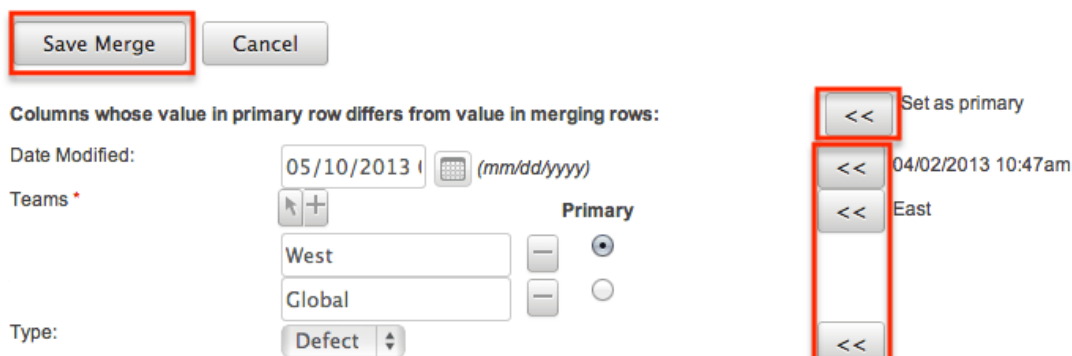 Save Merge Cancel
Columns whose value in primary row differs from value in merging rows: << Set as primary
Date Modified: 05/10/2013 (mm/dd/yyyy) << 04/02/2013 10:47am
Teams * + Primary << East
West
Global
Type: Defect <<